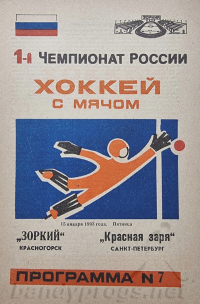 1-й ЧЕМПИОНАТ РОССИИ
ХОККЕЙ
С МЯЧОМ
15 января 1993 года. Пятница
„ЗОРКИЙ" „Красная заря"
КРАСНОГОРСК САНКТ-ПЕТЕРБУРГ
ПРОГРАММА N 7
bandyprogs.net